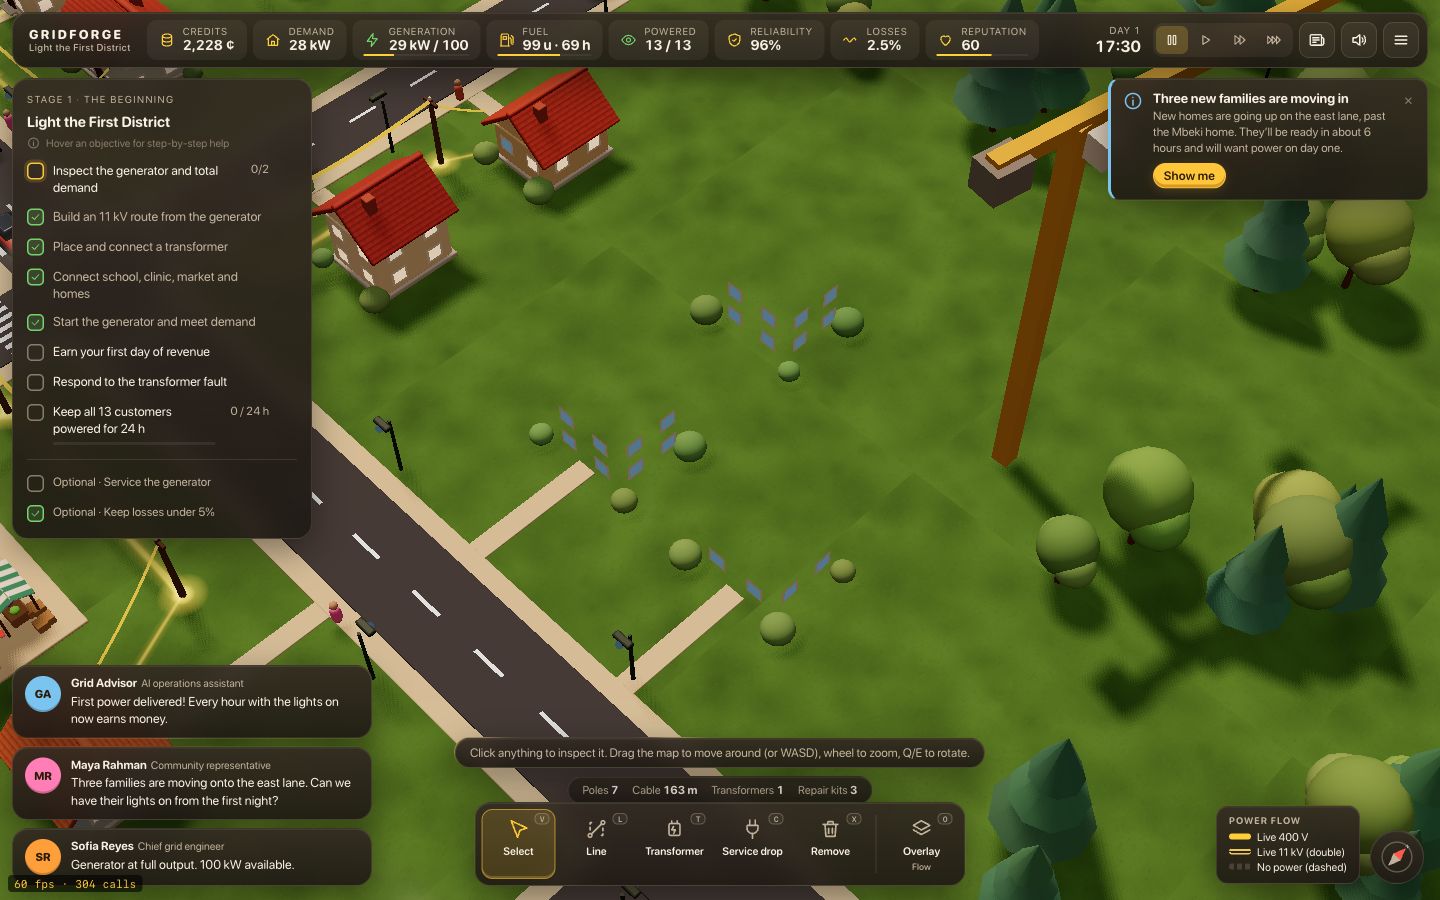 GRIDFORGE
Light the First District
CREDITS
2,228 ¢
DEMAND
28 kW
GENERATION
29 kW / 100
FUEL
99 u · 69 h
POWERED
13 / 13
RELIABILITY
96%
LOSSES
2.5%
REPUTATION
60
DAY 1
17:30
STAGE 1 · THE BEGINNING
Light the First District
Hover an objective for step-by-step help
Inspect the generator and total
demand
0/2
Build an 11 kV route from the generator
Place and connect a transformer
Connect school, clinic, market and
homes
Start the generator and meet demand
Earn your first day of revenue
Respond to the transformer fault
Keep all 13 customers
powered for 24 h
0 / 24 h
Optional · Service the generator
Optional · Keep losses under 5%
Three new families are moving in
×
New homes are going up on the east lane, past
the Mbeki home. They'll be ready in about 6
hours and will want power on day one.
Show me
GA
Grid Advisor AI operations assistant
First power delivered! Every hour with the lights on
now earns money.
MR
Maya Rahman Community representative
Three families are moving onto the east lane. Can we
have their lights on from the first night?
SR
Sofia Reyes Chief grid engineer
Generator at full output. 100 kW available.
60 fps · 304 calls
Click anything to inspect it. Drag the map to move around (or WASD), wheel to zoom, Q/E to rotate.
Poles 7 Cable 163 m Transformers 1 Repair kits 3
V
Select
L
Line
T
Transformer
C
Service drop
X
Remove
O
Overlay
Flow
POWER FLOW
Live 400 V
Live 11 kV (double)
No power (dashed)